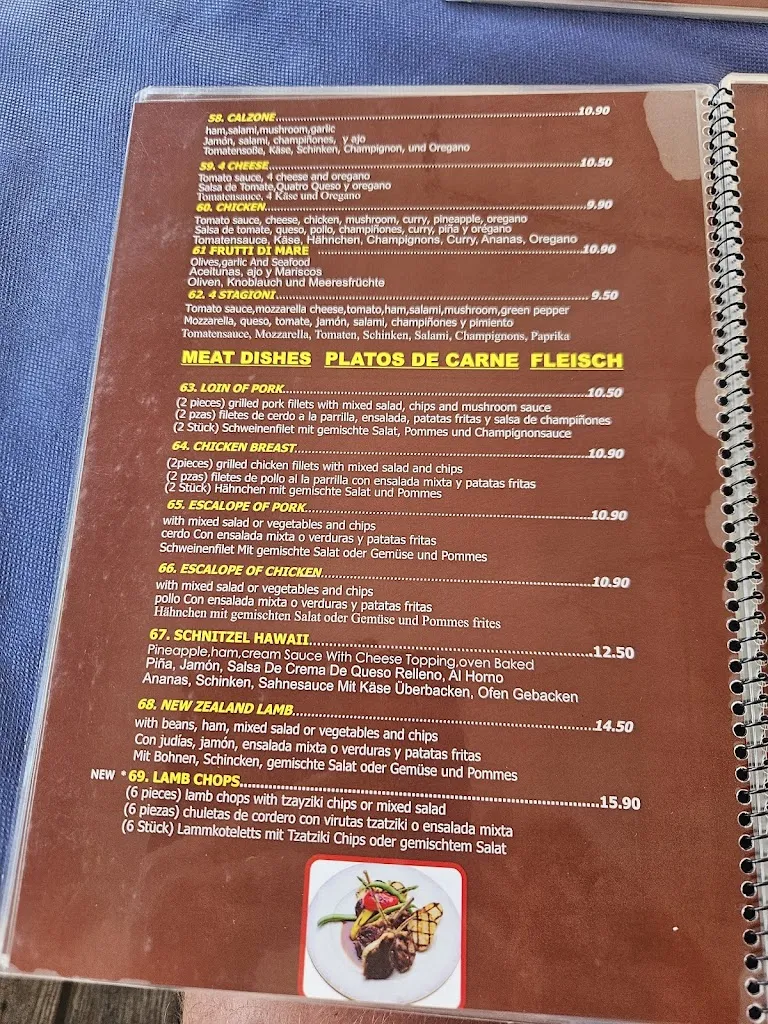 58. CALZONE......10.90
ham,salami,mushroom,garlic
Jamón, salami, champiñones, y ajo
Tomatensoße, Käse, Schinken, Champignon, und Oregano
59. 4 CHEESE......10.50
Tomato sauce, 4 cheese and oregano
Salsa de Tomate,Quatro Queso y oregano
Tomatensauce, 4 Käse und Oregano
60. CHICKEN......9.90
Tomato sauce, cheese, chicken, mushroom, curry, pineapple, oregano
Salsa de tomate, queso, pollo, champiñones, curry, piña y orégano
Tomatensauce, Käse, Hähnchen, Champignons, Curry, Ananas, Oregano
61 FRUTTI DI MARE ......10.90
Olives,garlic And Seafood
Aceitunas, ajo y Mariscos
Oliven, Knoblauch und Meeresfrüchte
62. 4 STAGIONI......9.50
Tomato sauce,mozzarella cheese,tomato,ham,salami,mushroom,green pepper
Mozzarella, queso, tomate, jamón, salami, champiñones y pimiento
Tomatensauce, Mozzarella, Tomaten, Schinken, Salami, Champignons, Paprika
MEAT DISHES PLATOS DE CARNE FLEISCH
63. LOIN OF PORK......10.50
(2 pieces) grilled pork fillets with mixed salad, chips and mushroom sauce
(2 pzas) filetes de cerdo a la parrilla, ensalada, patatas fritas y salsa de champiñones
(2 Stück) Schweinenfilet mit gemischte Salat, Pommes und Champignonsauce
64. CHICKEN BREAST......10.90
(2pieces) grilled chicken fillets with mixed salad and chips
(2 pzas) filetes de pollo al la parrilla con ensalada mixta y patatas fritas
(2 Stück) Hähnchen mit gemischte Salat und Pommes
65. ESCALOPE OF PORK......10.90
with mixed salad or vegetables and chips
cerdo Con ensalada mixta o verduras y patatas fritas
Schweinenfilet Mit gemischte Salat oder Gemüse und Pommes
66. ESCALOPE OF CHICKEN......10.90
with mixed salad or vegetables and chips
pollo Con ensalada mixta o verduras y patatas fritas
Hähnchen mit gemischten Salat oder Gemüse und Pommes frites
67. SCHNITZEL HAWAII......12.50
Pineapple,ham,cream Sauce With Cheese Topping,oven Baked
Piña, Jamón, Salsa De Crema De Queso Relleno, Al Horno
Ananas, Schinken, Sahnesauce Mit Käse Überbacken, Ofen Gebacken
68. NEW ZEALAND LAMB......14.50
with beans, ham, mixed salad or vegetables and chips
Con judías, jamón, ensalada mixta o verduras y patatas fritas
Mit Bohnen, Schincken, gemischte Salat oder Gemüse und Pommes
NEW *69. LAMB CHOPS......15.90
(6 pieces) lamb chops with tzayziki chips or mixed salad
(6 piezas) chuletas de cordero con virutas tzatziki o ensalada mixta
(6 Stück) Lammkoteletts mit Tzatziki Chips oder gemischtem Salat